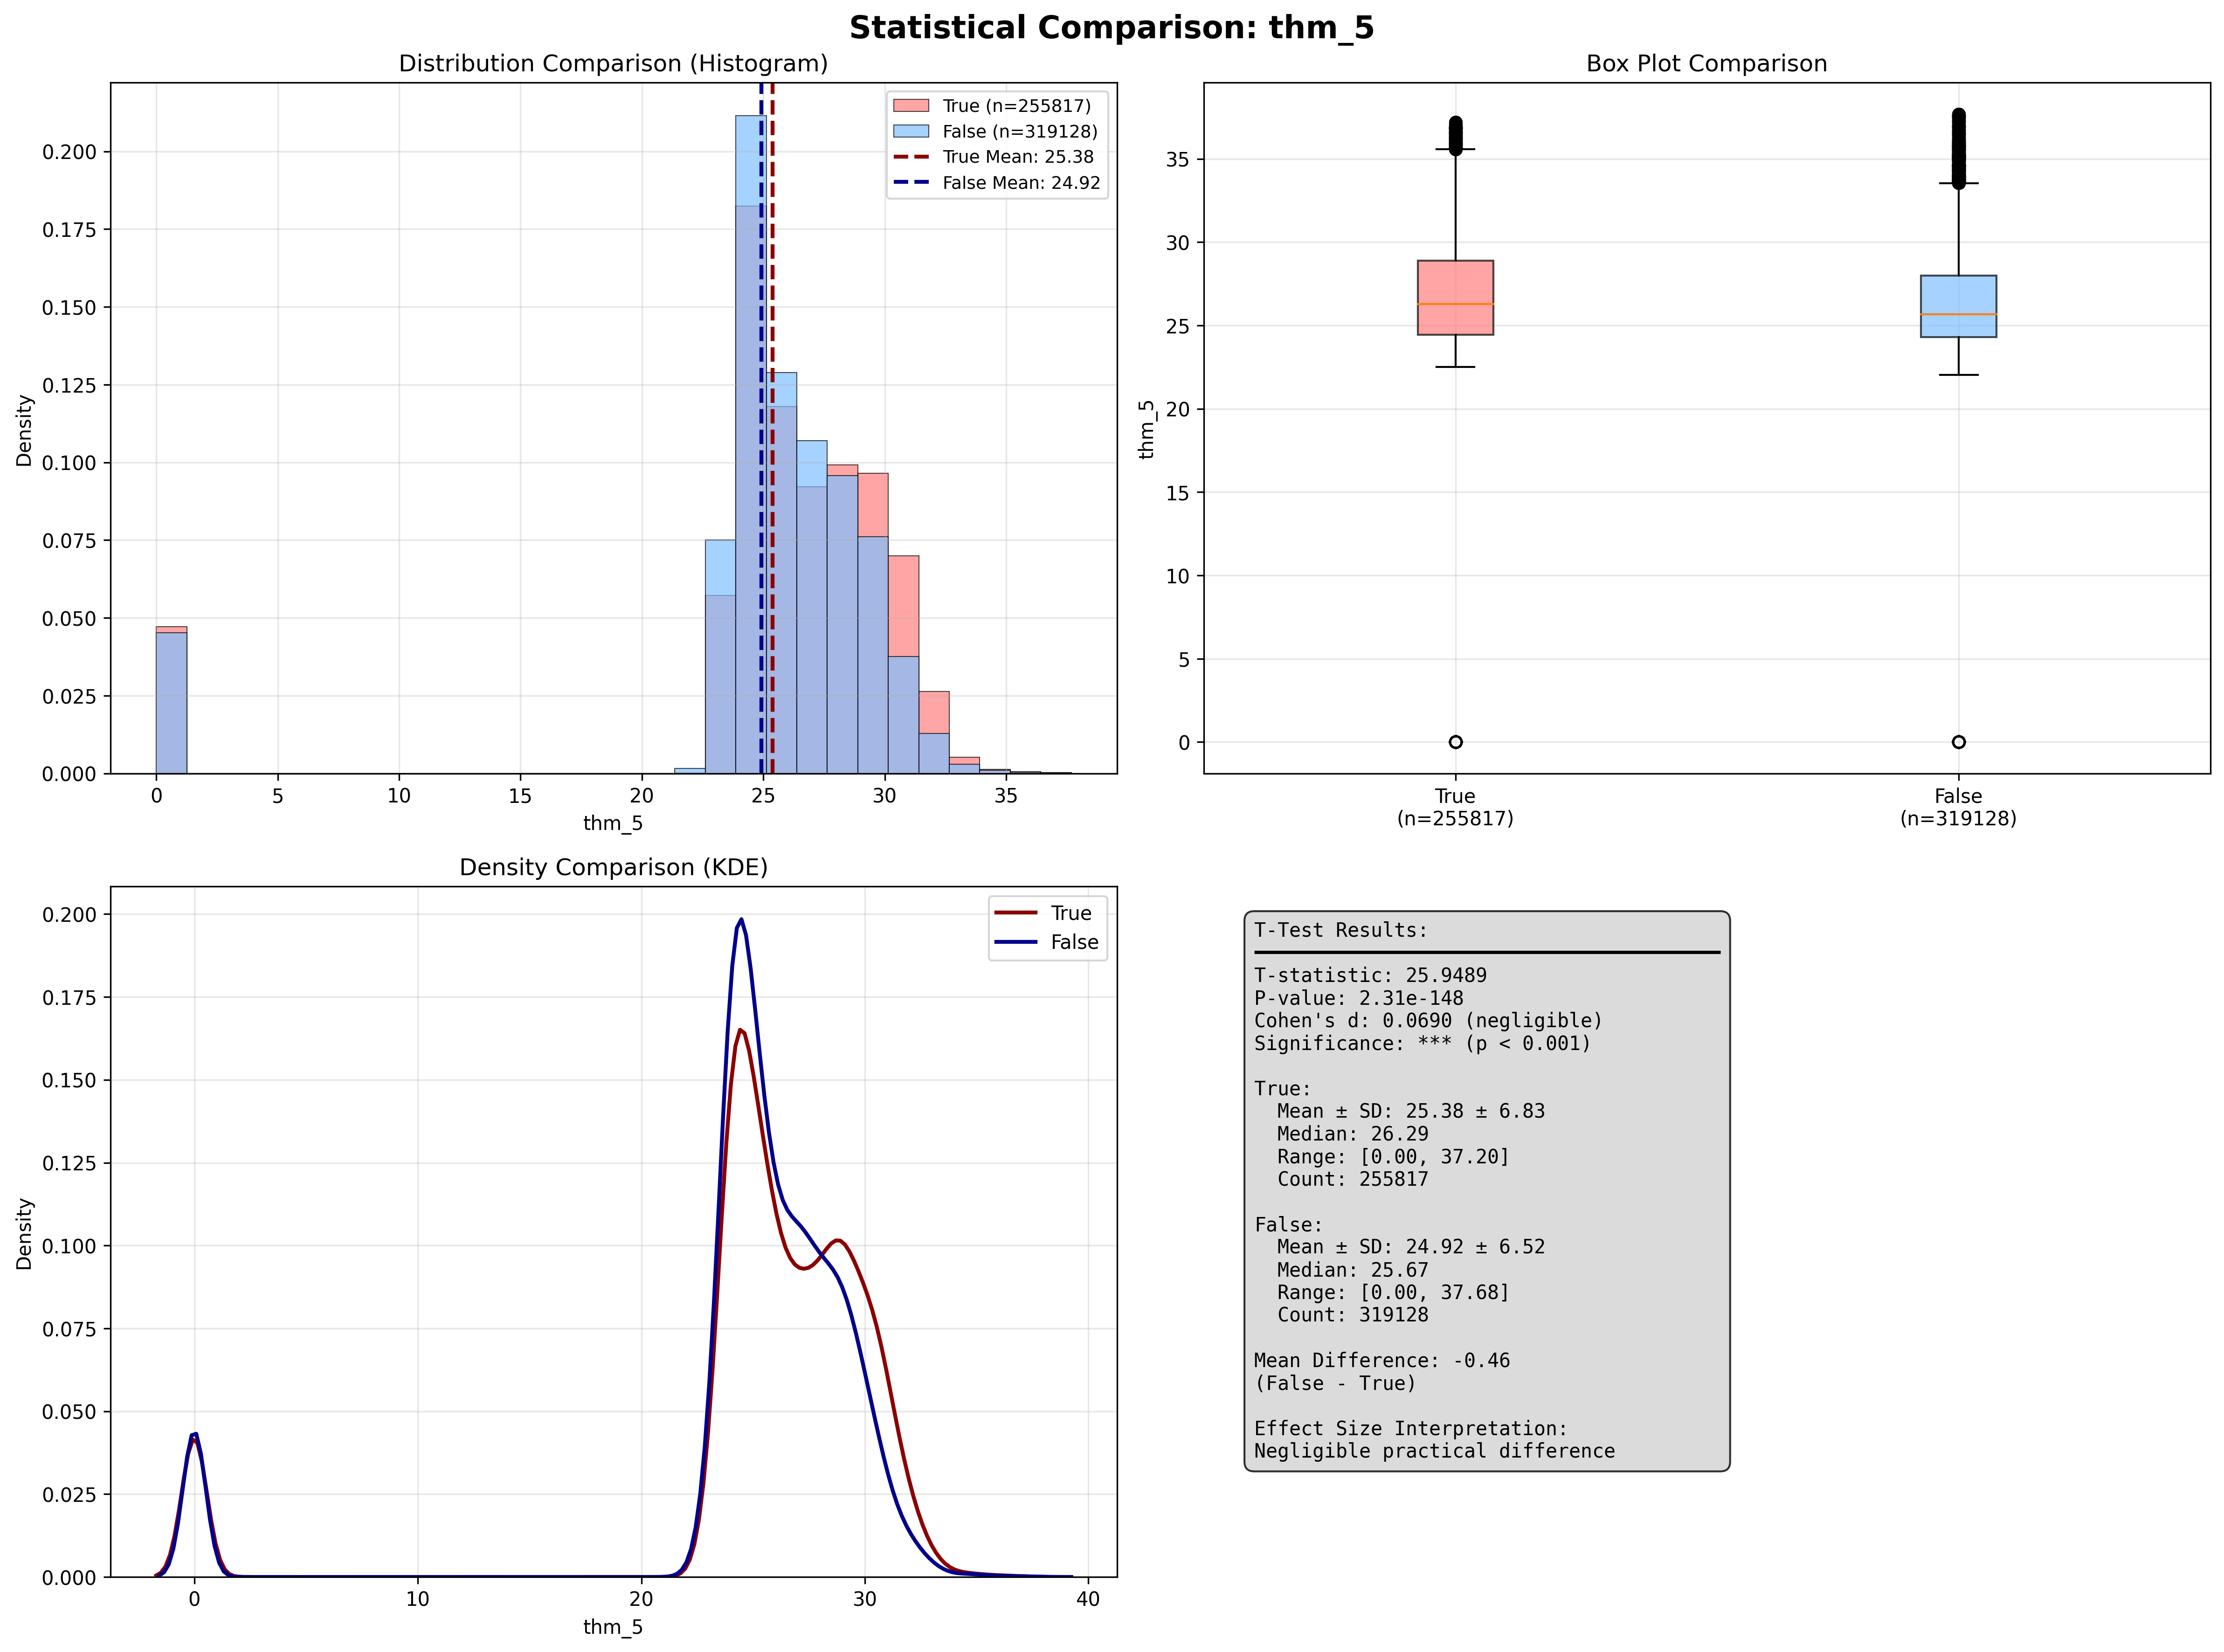 Statistical Comparison: thm_5
Distribution Comparison (Histogram)
True (n=255817)
False (n=319128)
True Mean: 25.38
False Mean: 24.92
0.200
0.175
0.150
0.125
0.100
0.075
0.050
0.025
0.000
Density
0 5 10 15 20 25 30 35
thm_5
Box Plot Comparison
35
30
25
20
15
10
5
0
thm_5
True
(n=255817)
False
(n=319128)
Density Comparison (KDE)
True
False
0.200
0.175
0.150
0.125
0.100
0.075
0.050
0.025
0.000
Density
0 10 20 30 40
thm_5
T-Test Results:
T-statistic: 25.9489
P-value: 2.31e-148
Cohen's d: 0.0690 (negligible)
Significance: *** (p < 0.001)
True:
Mean ± SD: 25.38 ± 6.83
Median: 26.29
Range: [0.00, 37.20]
Count: 255817
False:
Mean ± SD: 24.92 ± 6.52
Median: 25.67
Range: [0.00, 37.68]
Count: 319128
Mean Difference: -0.46
(False - True)
Effect Size Interpretation:
Negligible practical difference